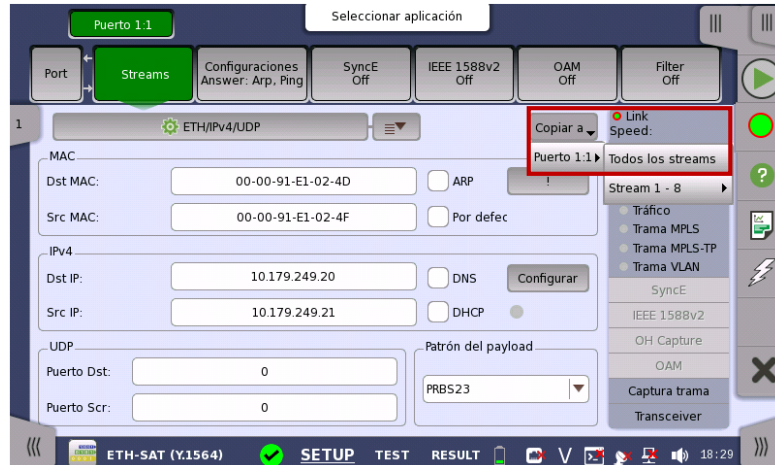 Seleccionar aplicación
Puerto 1:1
Port
Streams
Configuraciones
Answer: Arp, Ping
SyncE
Off
IEEE 1588v2
Off
OAM
Off
Filter
Off
1
ETH/IPv4/UDP
Copiar a
Link
Speed:
Puerto 1:1
Todos los streams
Stream 1 - 8
MAC
Dst MAC:
00-00-91-E1-02-4D
ARP
!
Src MAC:
00-00-91-E1-02-4F
Por defec
Tráfico
Trama MPLS
Trama MPLS-TP
Trama VLAN
IPv4
Dst IP:
10.179.249.20
DNS
Configurar
Src IP:
10.179.249.21
DHCP
SyncE
IEEE 1588v2
OH Capture
OAM
Captura trama
Transceiver
UDP
Puerto Dst:
0
Puerto Scr:
0
Patrón del payload
PRBS23
ETH-SAT (Y.1564)
SETUP
TEST
RESULT
18:29